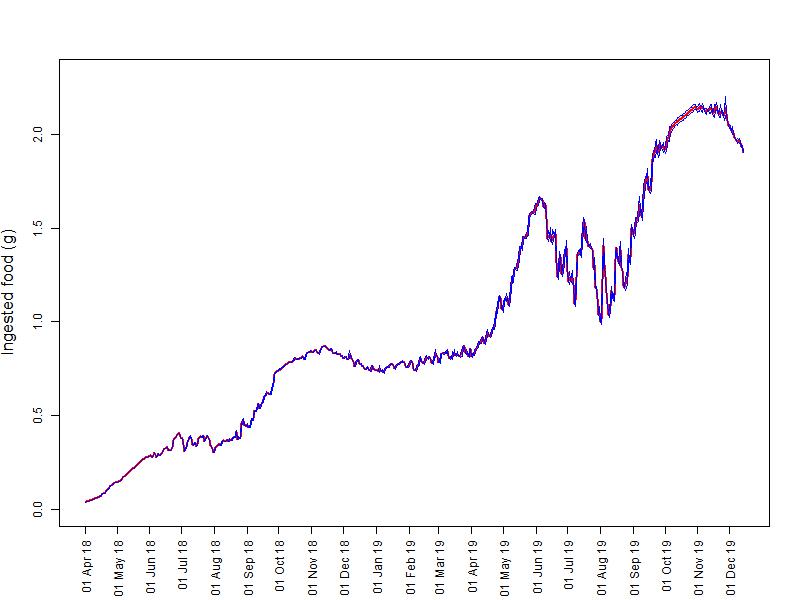 Ingested food (g)
2.0
1.5
1.0
0.5
0.0
01 Apr 18
01 May 18
01 Jun 18
01 Jul 18
01 Aug 18
01 Sep 18
01 Oct 18
01 Nov 18
01 Dec 18
01 Jan 19
01 Feb 19
01 Mar 19
01 Apr 19
01 May 19
01 Jun 19
01 Jul 19
01 Aug 19
01 Sep 19
01 Oct 19
01 Nov 19
01 Dec 19